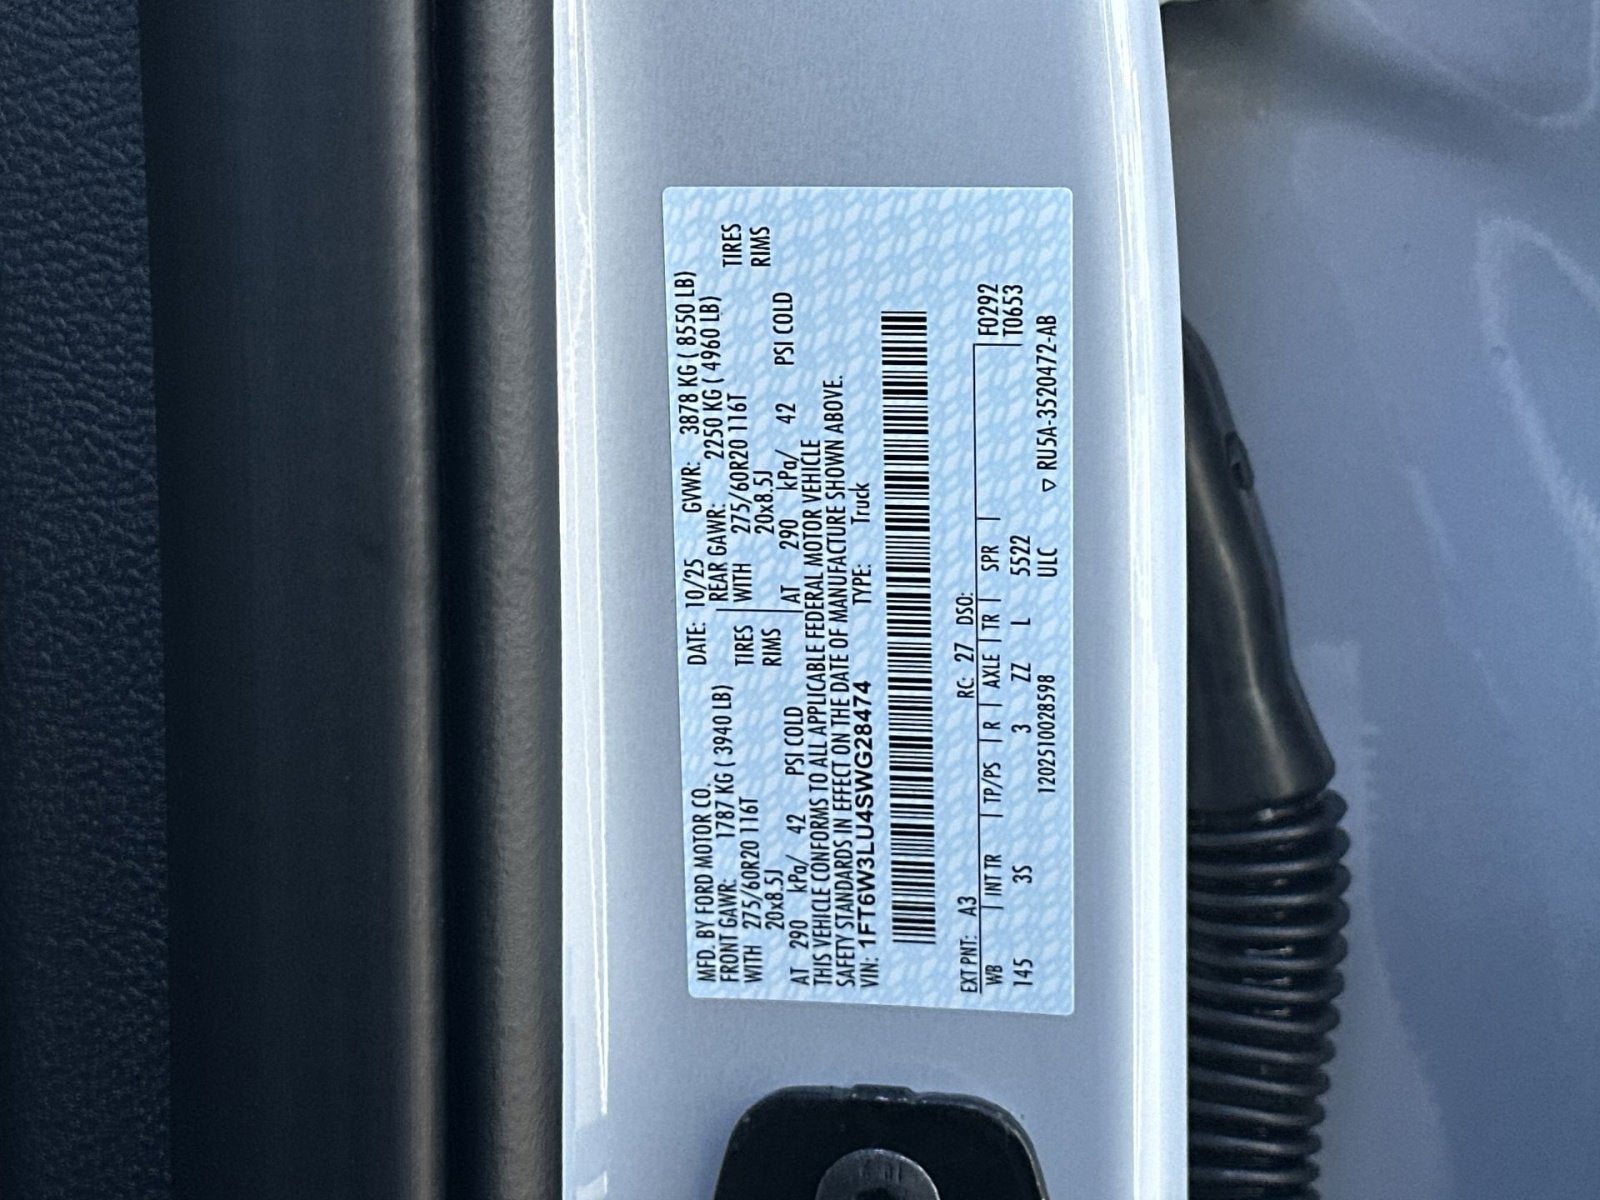 MFD. BY FORD MOTOR CO. DATE: 10/25 GVWR: 3878 KG ( 8550 LB)
FRONT GAWR: 1787 KG ( 3940 LB) REAR GAWR: 2250 KG ( 4960 LB)
WITH 275/60R20 116T TIRES WITH 275/60R20 116T TIRES
20x8.5J RIMS 20x8.5J RIMS
AT 290 kPa/ 42 PSI COLD AT 290 kPa/ 42 PSI COLD
THIS VEHICLE CONFORMS TO ALL APPLICABLE FEDERAL MOTOR VEHICLE
SAFETY STANDARDS IN EFFECT ON THE DATE OF MANUFACTURE SHOWN ABOVE.
VIN: 1FT6W3LU4SWG28474 TYPE: Truck
EXT PNT: A3 RC: 27 DSO:
WB INT TR TP/PS R AXLE TR SPR F0292
145 3S 3 ZZ L 5522 T0653
120251002859B ULC ▽ RU5A-3520472-AB